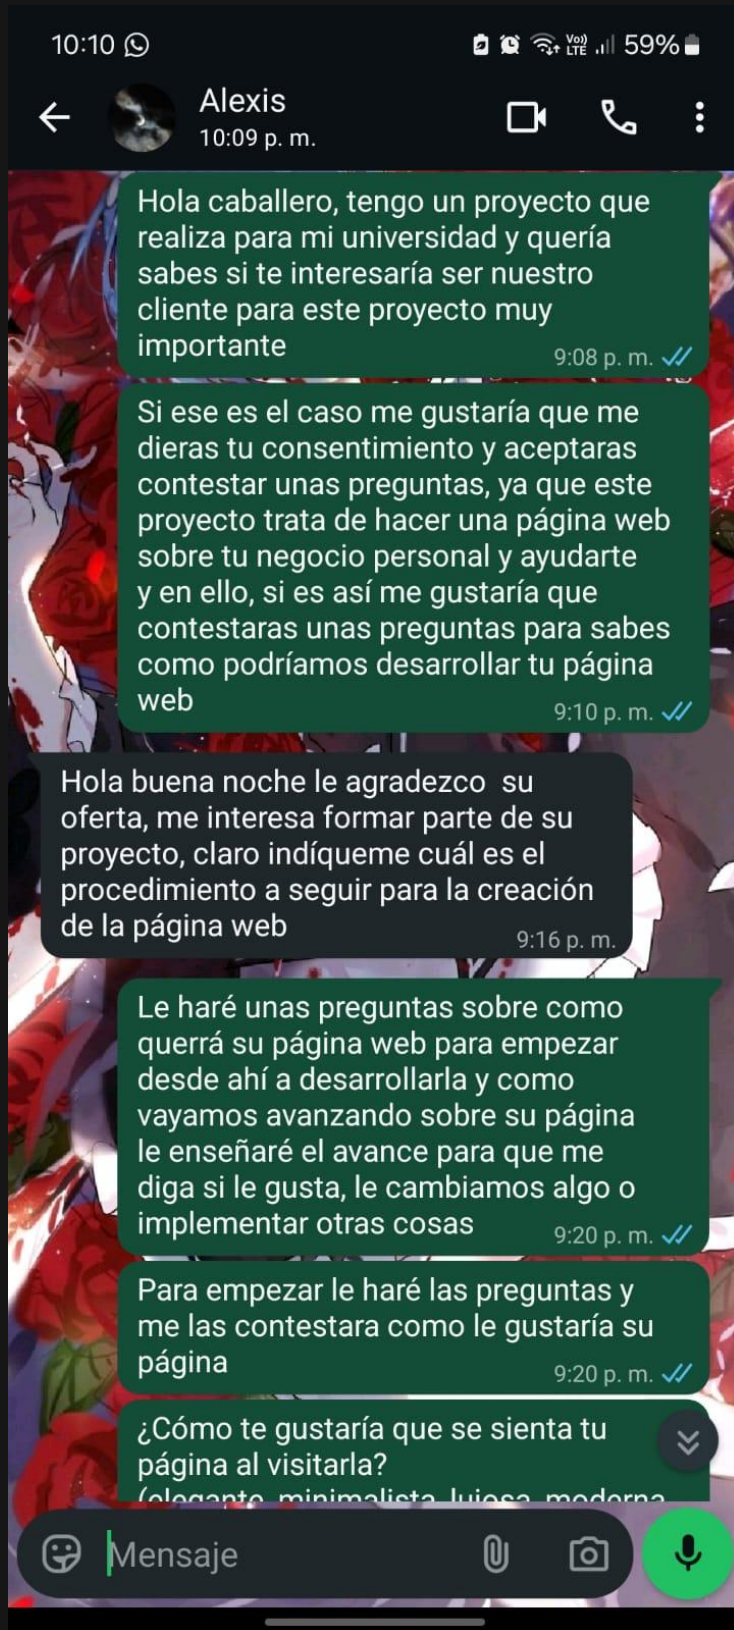 10:10
Vo)) LTE 59%
Alexis
10:09 p. m.
Hola caballero, tengo un proyecto que
realiza para mi universidad y quería
sabes si te interesaría ser nuestro
cliente para este proyecto muy
importante
9:08 p. m.
Si ese es el caso me gustaría que me
dieras tu consentimiento y aceptaras
contestar unas preguntas, ya que este
proyecto trata de hacer una página web
sobre tu negocio personal y ayudarte
y en ello, si es así me gustaría que
contestaras unas preguntas para sabes
como podríamos desarrollar tu página
web
9:10 p. m.
Hola buena noche le agradezco  su
oferta, me interesa formar parte de su
proyecto, claro indíqueme cuál es el
procedimiento a seguir para la creación
de la página web
9:16 p. m.
Le haré unas preguntas sobre como
querrá su página web para empezar
desde ahí a desarrollarla y como
vayamos avanzando sobre su página
le enseñaré el avance para que me
diga si le gusta, le cambiamos algo o
implementar otras cosas
9:20 p. m.
Para empezar le haré las preguntas y
me las contestara como le gustaría su
página
9:20 p. m.
¿Cómo te gustaría que se sienta tu
página al visitarla?
(elegante, minimalista, lujosa, moderna
Mensaje